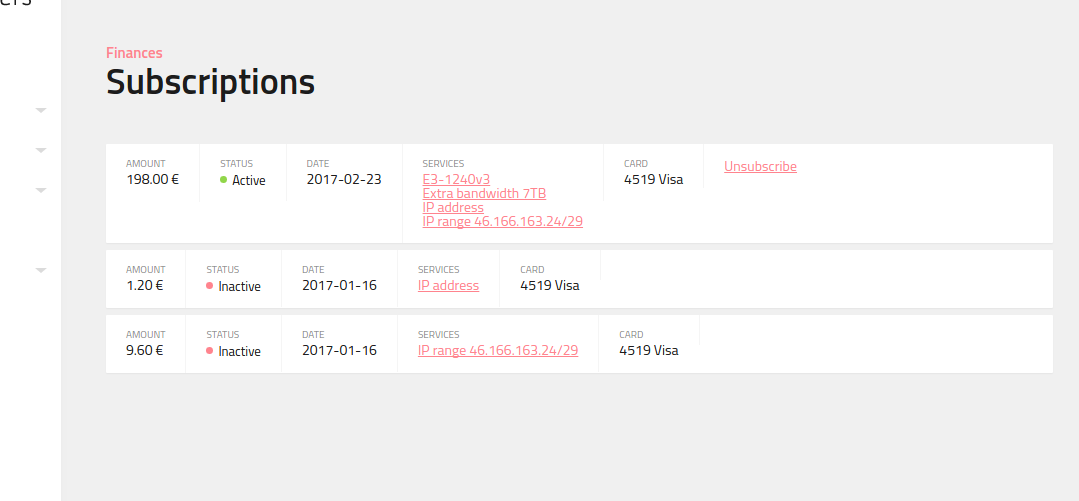 Finances
Subscriptions
AMOUNT STATUS DATE SERVICES CARD
198.00 € Active 2017-02-23 E3-1240v3 4519 Visa Unsubscribe
Extra bandwidth 7TB
IP address
IP range 46.166.163.24/29
AMOUNT STATUS DATE SERVICES CARD
1.20 € Inactive 2017-01-16 IP address 4519 Visa
AMOUNT STATUS DATE SERVICES CARD
9.60 € Inactive 2017-01-16 IP range 46.166.163.24/29 4519 Visa